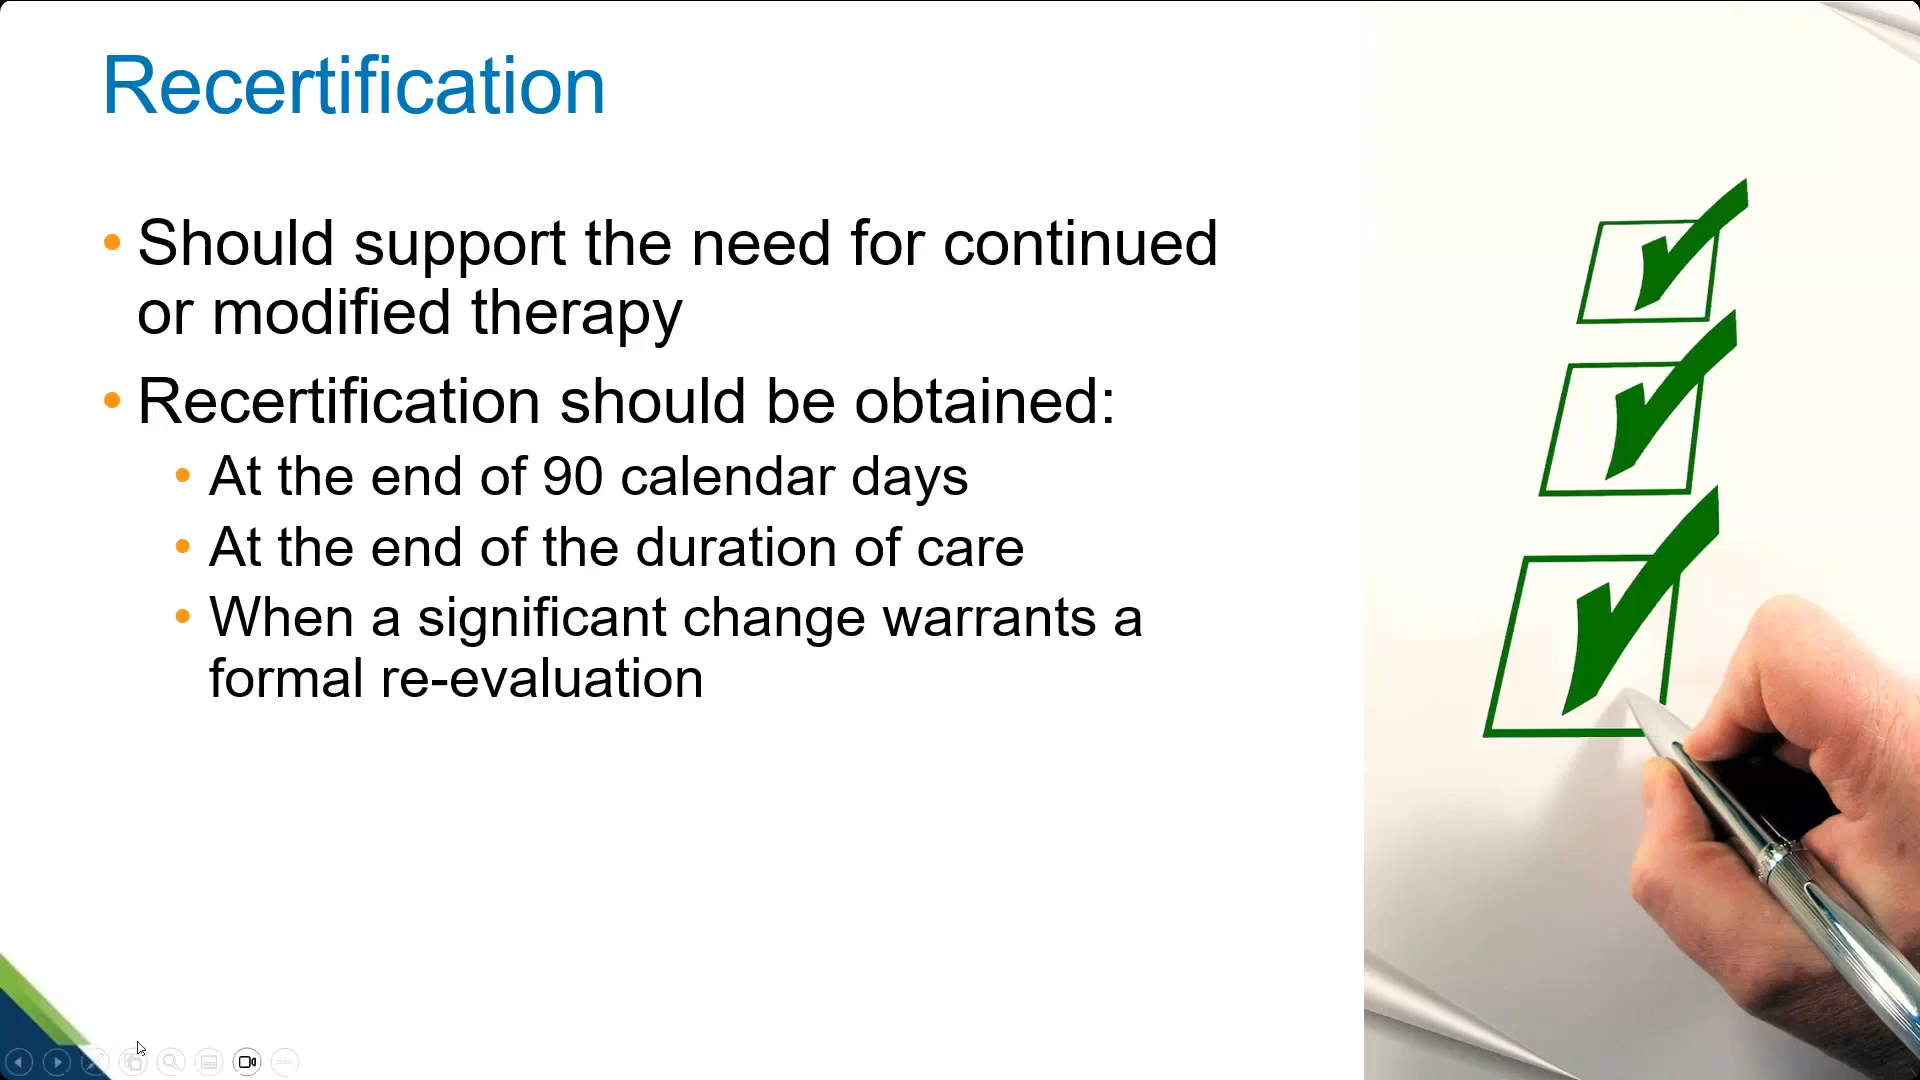 Recertification
• Should support the need for continued
or modified therapy
• Recertification should be obtained:
• At the end of 90 calendar days
• At the end of the duration of care
• When a significant change warrants a
formal re-evaluation